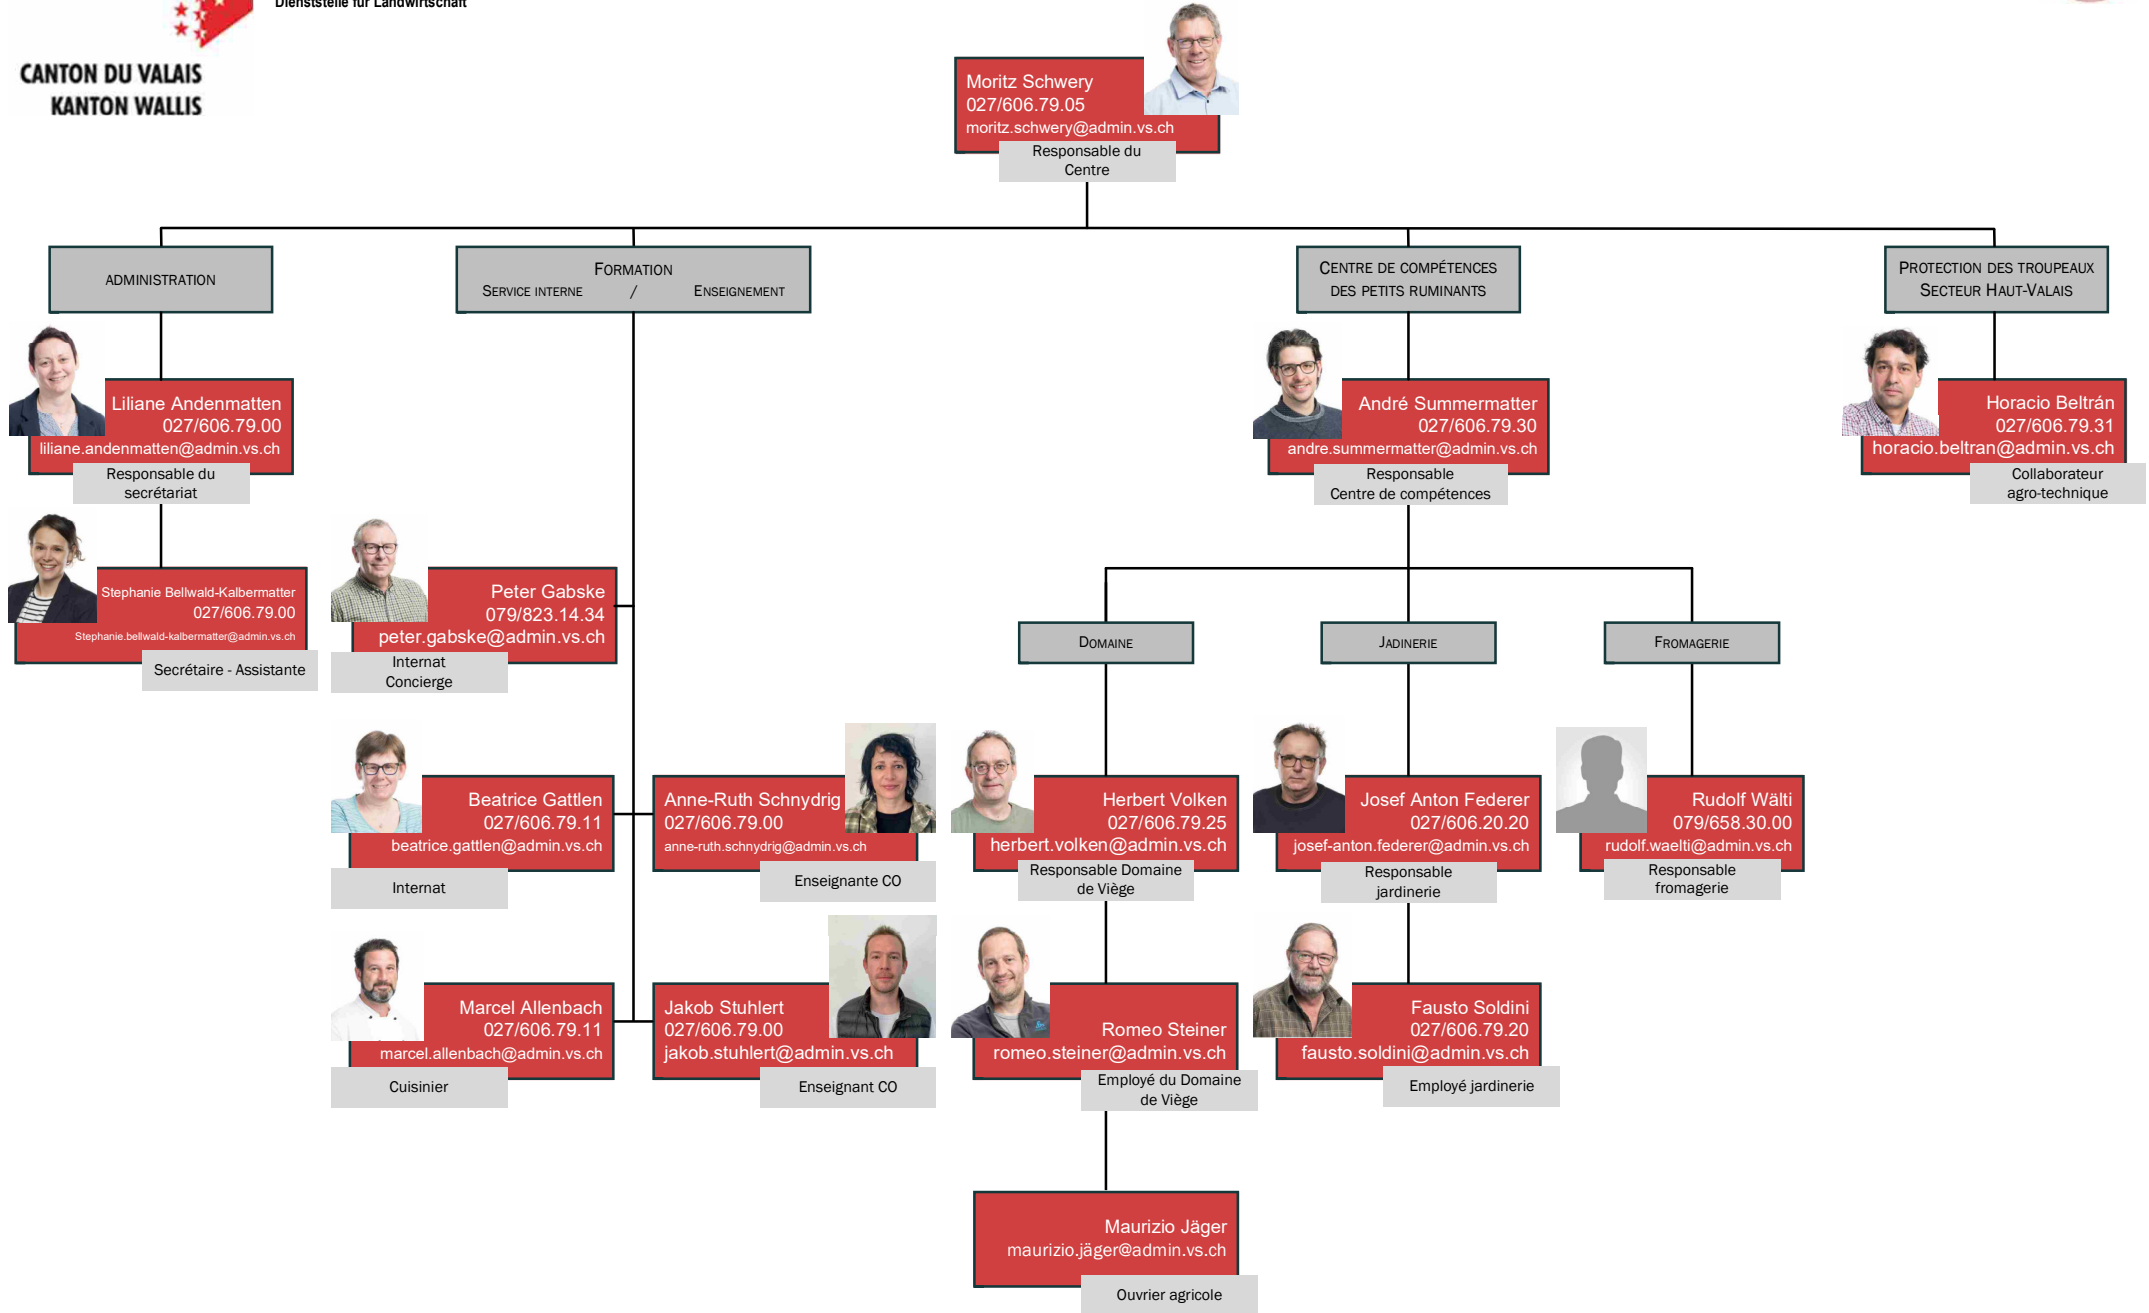 Dienststelle für Landwirtschaft
CANTON DU VALAIS
KANTON WALLIS
Moritz Schwery
027/606.79.05
moritz.schwery@admin.vs.ch
Responsable du
Centre
ADMINISTRATION
FORMATION
SERVICE INTERNE / ENSEIGNEMENT
CENTRE DE COMPÉTENCES
DES PETITS RUMINANTS
PROTECTION DES TROUPEAUX
SECTEUR HAUT-VALAIS
Liliane Andenmatten
027/606.79.00
liliane.andenmatten@admin.vs.ch
Responsable du
secrétariat
André Summermatter
027/606.79.30
andre.summermatter@admin.vs.ch
Responsable
Centre de compétences
Horacio Beltrán
027/606.79.31
horacio.beltran@admin.vs.ch
Collaborateur
agro-technique
Stephanie Bellwald-Kalbermatter
027/606.79.00
Stephanie.bellwald-kalbermatter@admin.vs.ch
Secrétaire - Assistante
Peter Gabske
079/823.14.34
peter.gabske@admin.vs.ch
Internat
Concierge
DOMAINE
JADINERIE
FROMAGERIE
Beatrice Gattlen
027/606.79.11
beatrice.gattlen@admin.vs.ch
Internat
Anne-Ruth Schnydrig
027/606.79.00
anne-ruth.schnydrig@admin.vs.ch
Enseignante CO
Herbert Volken
027/606.79.25
herbert.volken@admin.vs.ch
Responsable Domaine
de Viège
Josef Anton Federer
027/606.20.20
josef-anton.federer@admin.vs.ch
Responsable
jardinerie
Rudolf Wälti
079/658.30.00
rudolf.waelti@admin.vs.ch
Responsable
fromagerie
Marcel Allenbach
027/606.79.11
marcel.allenbach@admin.vs.ch
Cuisinier
Jakob Stuhlert
027/606.79.00
jakob.stuhlert@admin.vs.ch
Enseignant CO
Romeo Steiner
romeo.steiner@admin.vs.ch
Employé du Domaine
de Viège
Fausto Soldini
027/606.79.20
fausto.soldini@admin.vs.ch
Employé jardinerie
Maurizio Jäger
maurizio.jäger@admin.vs.ch
Ouvrier agricole